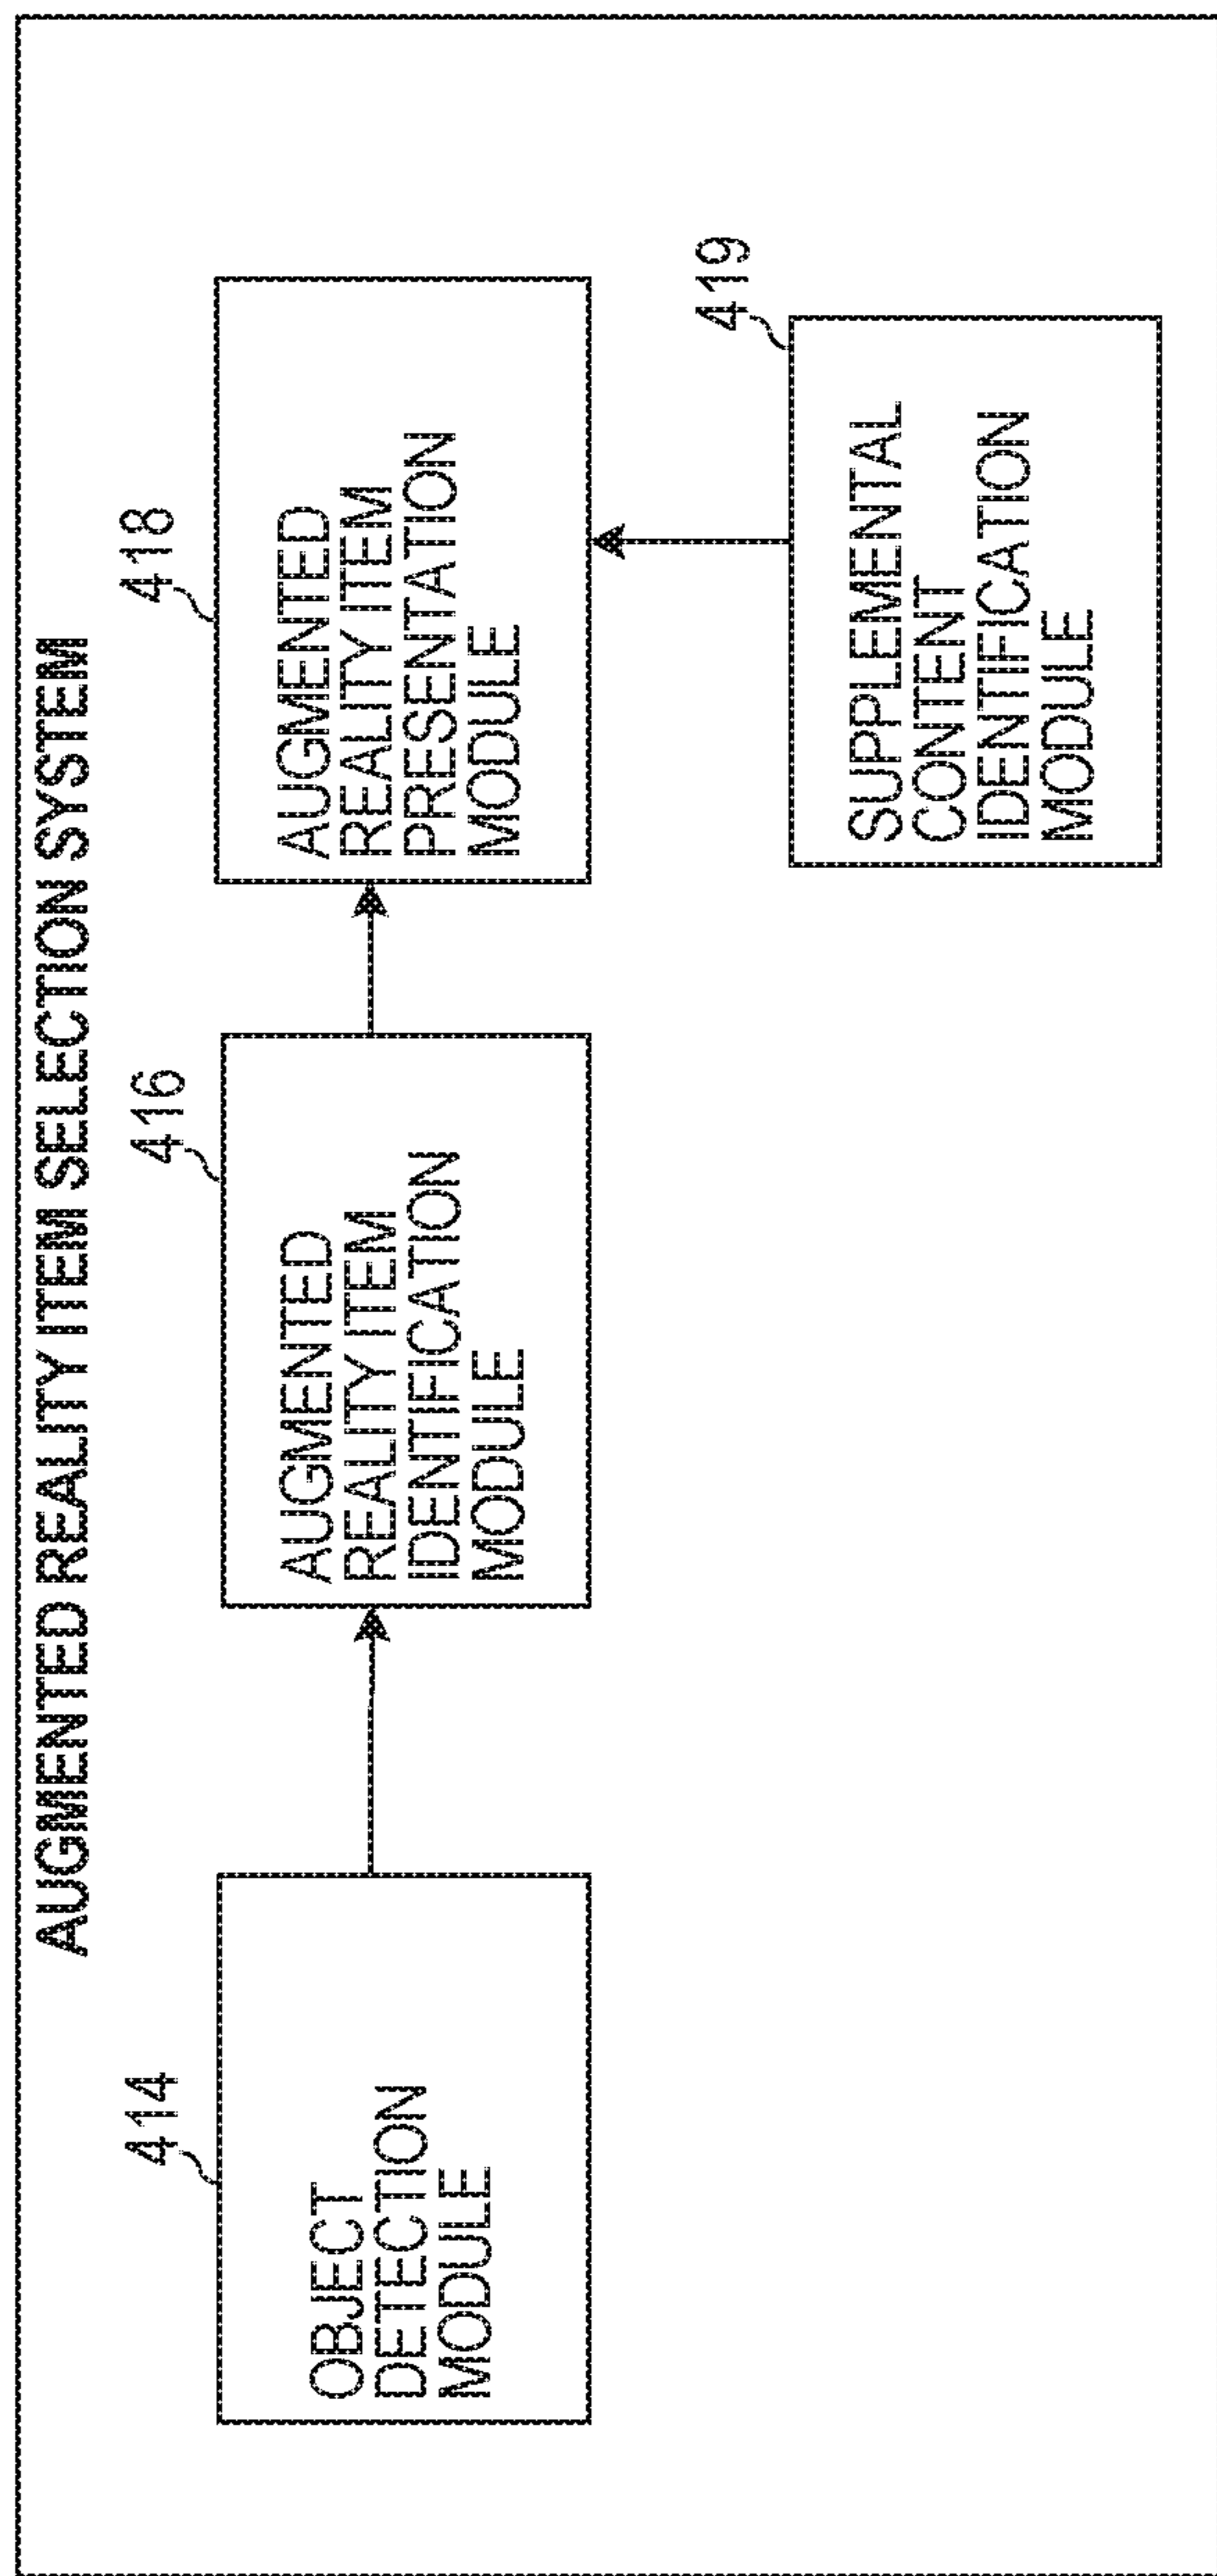 AUGMENTED REALITY ITEM SELECTION SYSTEM
414
OBJECT
DETECTION
MODULE
416
AUGMENTED
REALITY ITEM
IDENTIFICATION
MODULE
418
AUGMENTED
REALITY ITEM
PRESENTATION
MODULE
419
SUPPLEMENTAL
CONTENT
IDENTIFICATION
MODULE